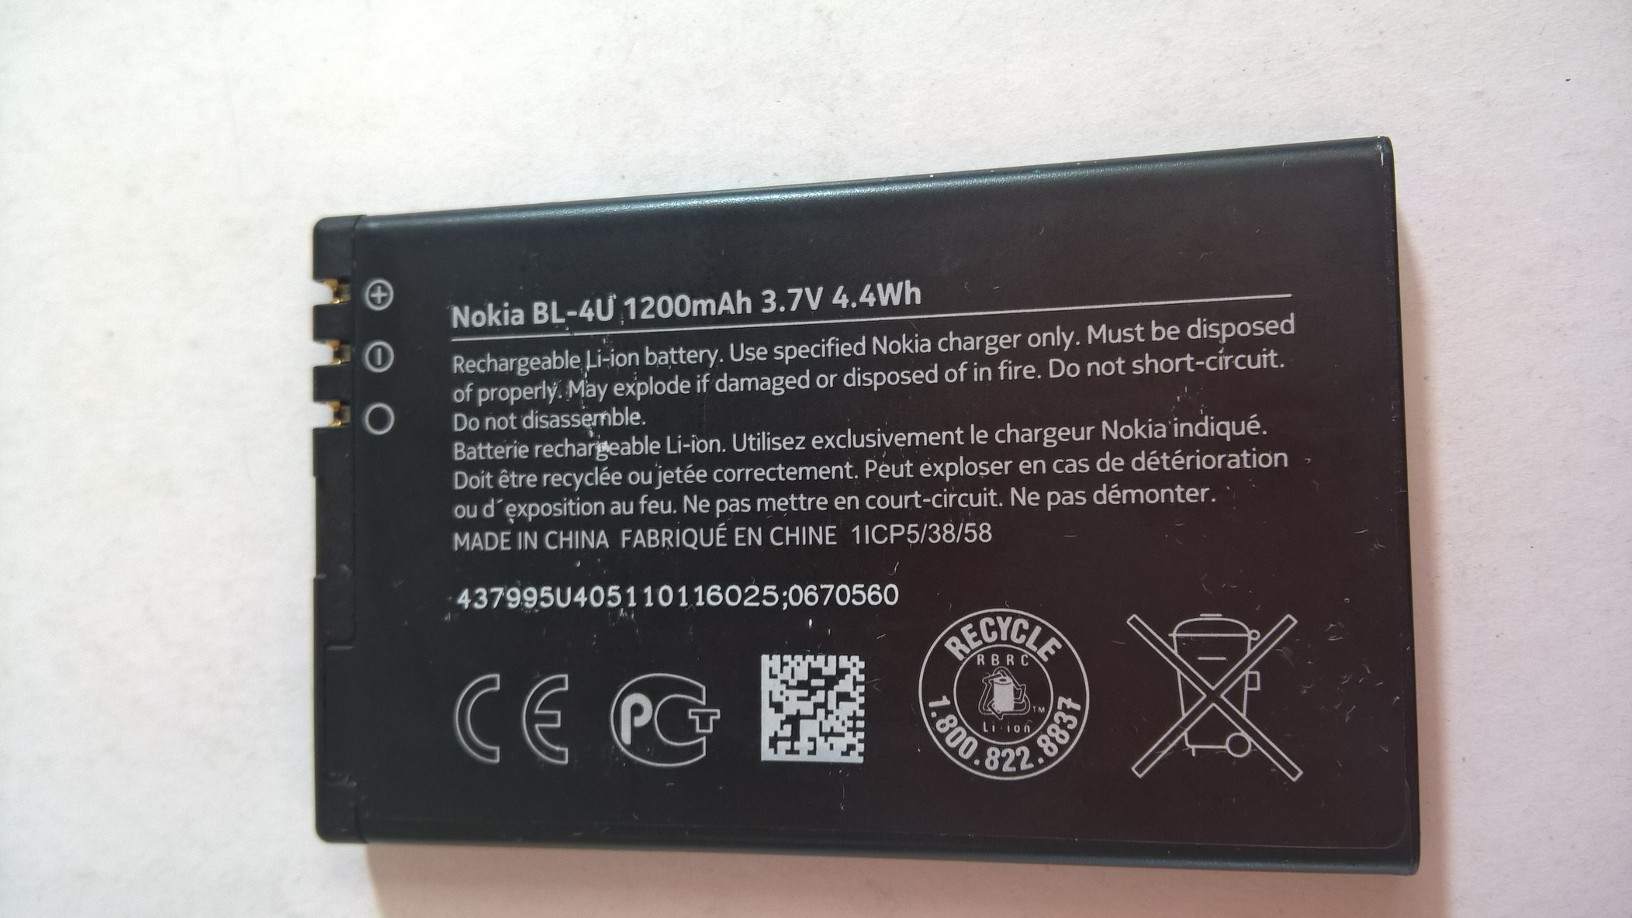 Nokia BL-4U 1200mAh 3.7V 4.4Wh
Rechargeable Li-ion battery. Use specified Nokia charger only. Must be disposed
of properly. May explode if damaged or disposed of in fire. Do not short-circuit.
Do not disassemble.
Batterie rechargeable Li-ion. Utilisez exclusivement le chargeur Nokia indiqué.
Doit être recyclée ou jetée correctement. Peut exploser en cas de détérioration
ou d´exposition au feu. Ne pas mettre en court-circuit. Ne pas démonter.
MADE IN CHINA FABRIQUÉ EN CHINE 1ICP5/38/58
437995U405110116025;0670560
CE
РСТ
RECYCLE
RBRC
TM
Li-ion
1.800.822.8837